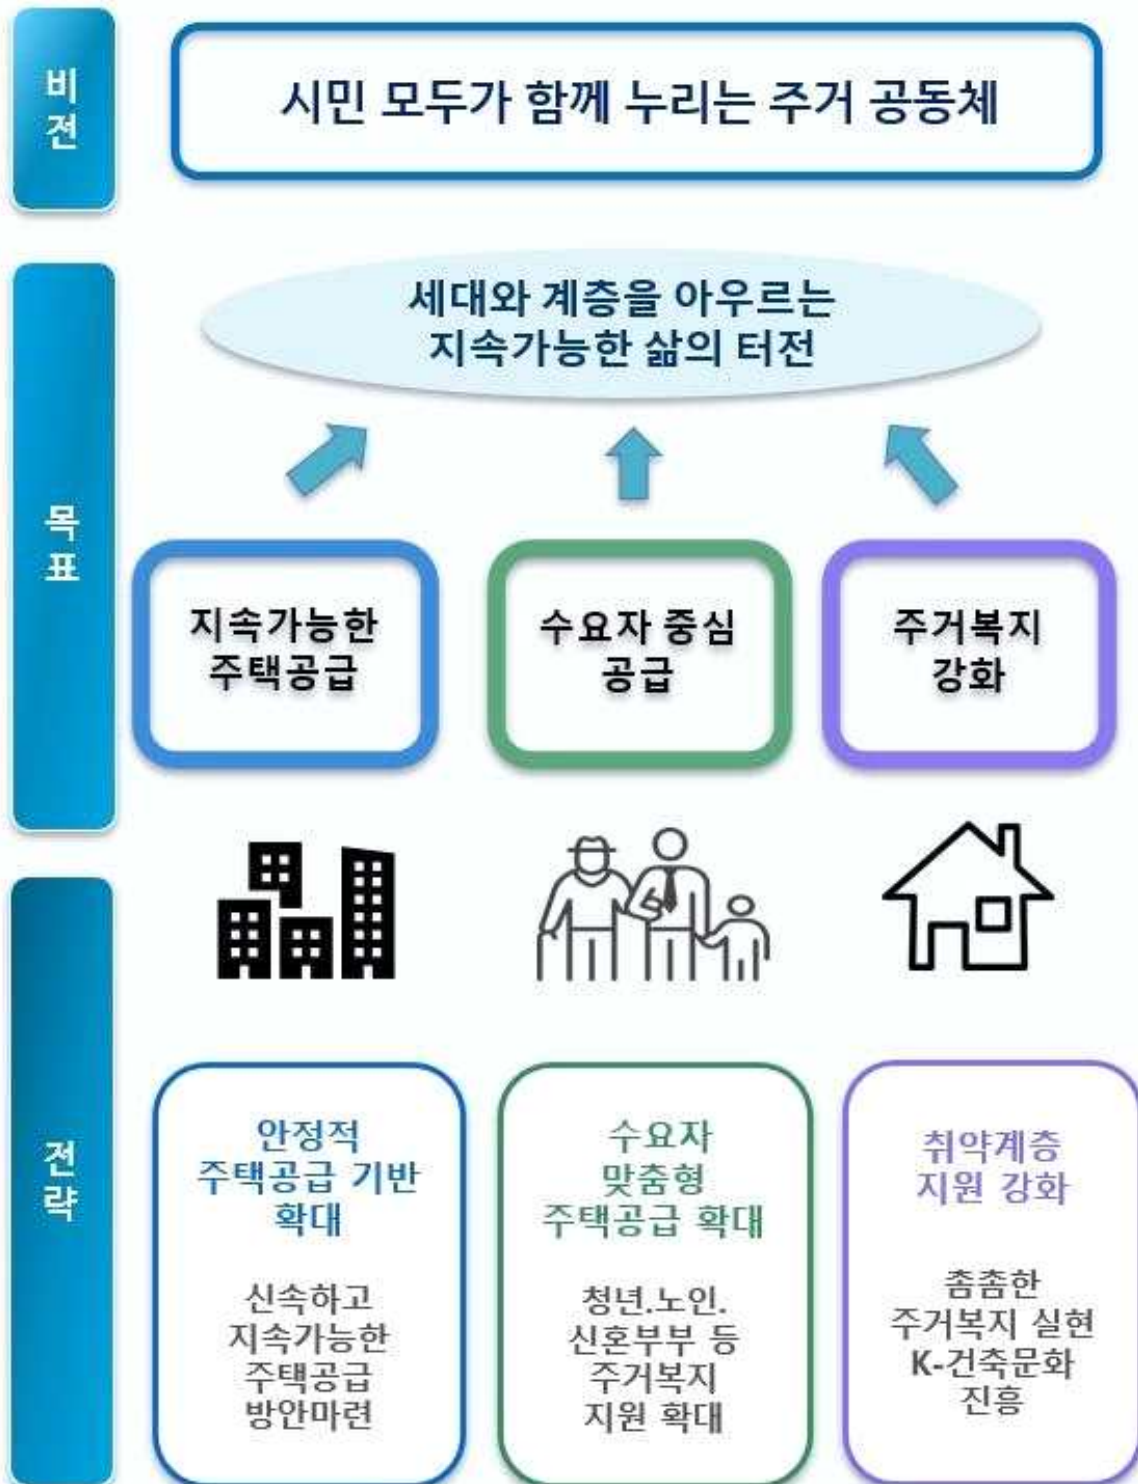 비전
시민 모두가 함께 누리는 주거 공동체
목표
세대와 계층을 아우르는
지속가능한 삶의 터전
지속가능한
주택공급
수요자 중심
공급
주거복지
강화
전략
안정적
주택공급 기반
확대
신속하고
지속가능한
주택공급
방안마련
수요자
맞춤형
주택공급 확대
청년.노인.
신혼부부 등
주거복지
지원 확대
취약계층
지원 강화
촘촘한
주거복지 실현
K-건축문화
진흥